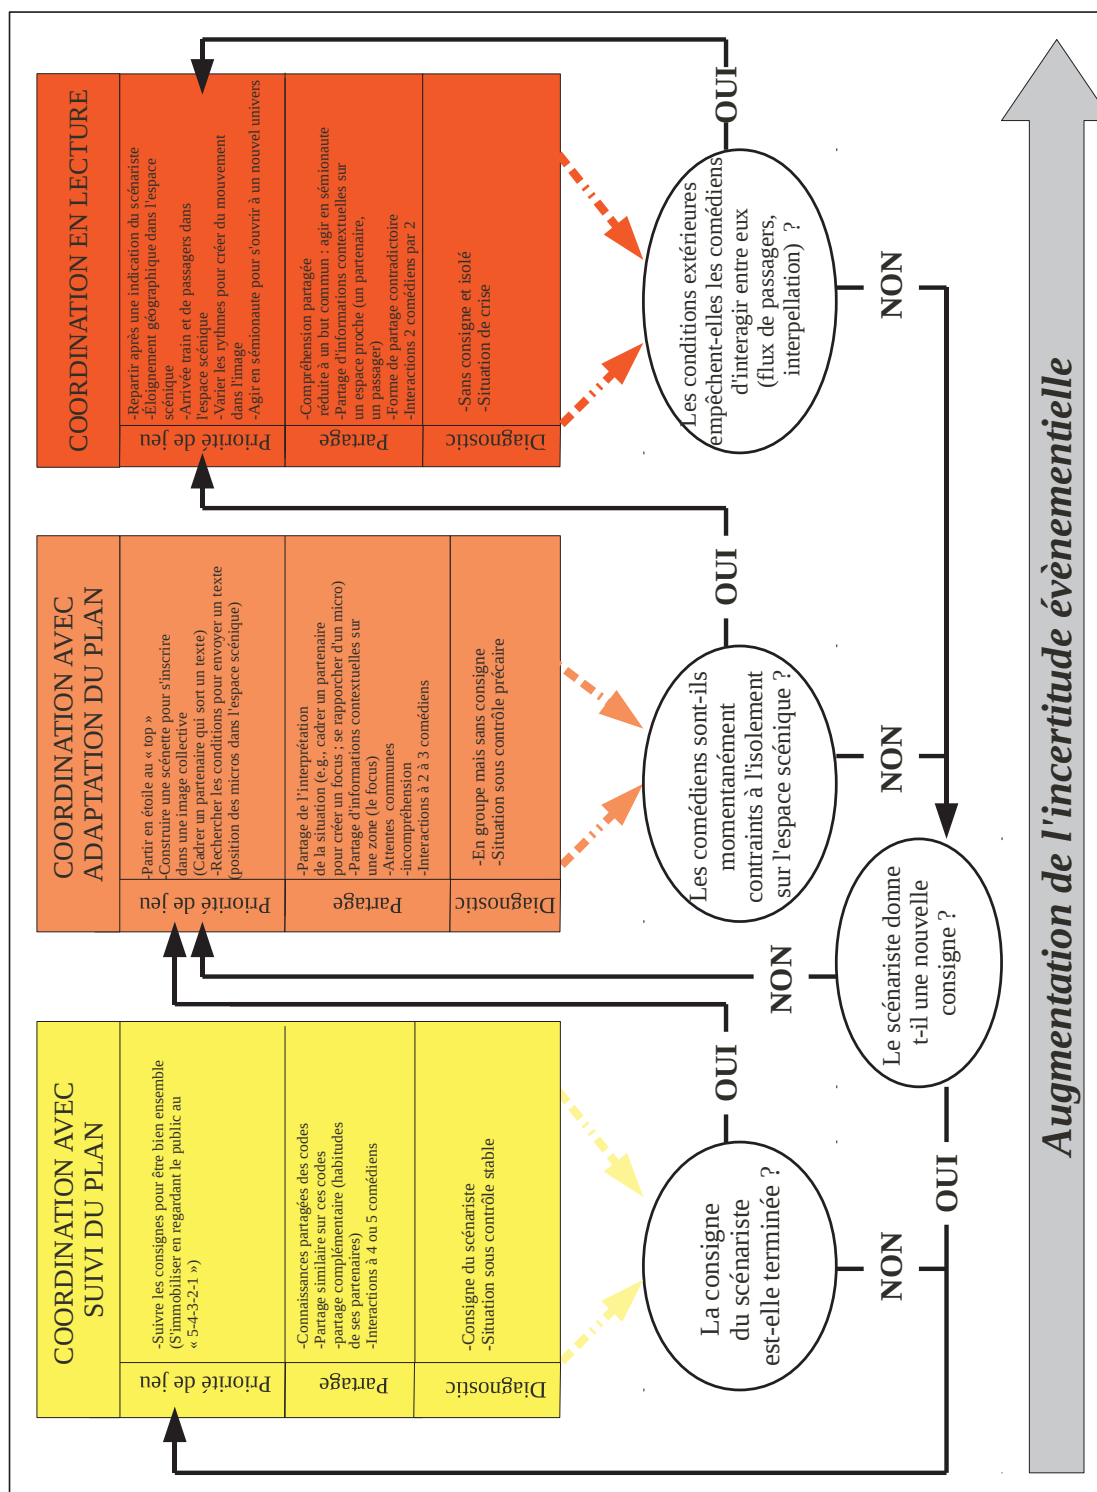 COORDINATION AVEC
SUIVI DU PLAN
Priorité de jeu
-Suivre les consignes pour être bien ensemble
(S'immobiliser en regardant le public au
« 5-4-3-2-1 »)
Partage
-Connaissances partagées des codes
-Partage similaire sur ces codes
-partage complémentaire (habitudes
de ses partenaires)
-Interactions à 4 ou 5 comédiens
Diagnostic
-Consigne du scénariste
-Situation sous contrôle stable
COORDINATION AVEC
ADAPTATION DU PLAN
Priorité de jeu
-Partir en étoile au « top »
-Construire une scénette pour s'inscrire
dans une image collective
(Cadrer un partenaire qui sort un texte)
-Rechercher les conditions pour envoyer un texte
(position des micros dans l'espace scénique)
Partage
-Partage de l'interprétation
de la situation (e.g., cadrer un partenaire
pour créer un focus ; se rapporcher d'un micro)
-Partage d'informations contextuelles sur
une zone (le focus)
-Attentes communes
-incompréhension
-Interactions à 2 à 3 comédiens
Diagnostic
-En groupe mais sans consigne
-Situation sous contrôle précaire
COORDINATION EN LECTURE
Priorité de jeu
-Repartir après une indication du scénariste
-Éloignement géographique dans l'espace
scénique
-Arrivée train et de passagers dans
l'espace scénique
-Varier les rythmes pour créer du mouvement
dans l'image
-Agir en sémionaute pour s'ouvrir à un nouvel univers
Partage
-Compréhension partagée
réduite à un but commun : agir en sémionaute
-Partage d'informations contextuelles sur
un espace proche (un partenaire,
un passager)
-Forme de partage contradictoire
-Interactions 2 comédiens par 2
Diagnostic
-Sans consigne et isolé
-Situation de crise
La consigne
du scénariste
est-elle terminée ?
OUI
NON
Les comédiens sont-ils
momentanément
contraints à l'isolement
sur l'espace scénique ?
OUI
NON
Les conditions extérieures
empêchent-elles les comédiens
d'interagir entre eux
(flux de passagers,
interpellation) ?
OUI
NON
Le scénariste donne
t-il une nouvelle
consigne ?
NON
OUI
Augmentation de l'incertitude évènementielle